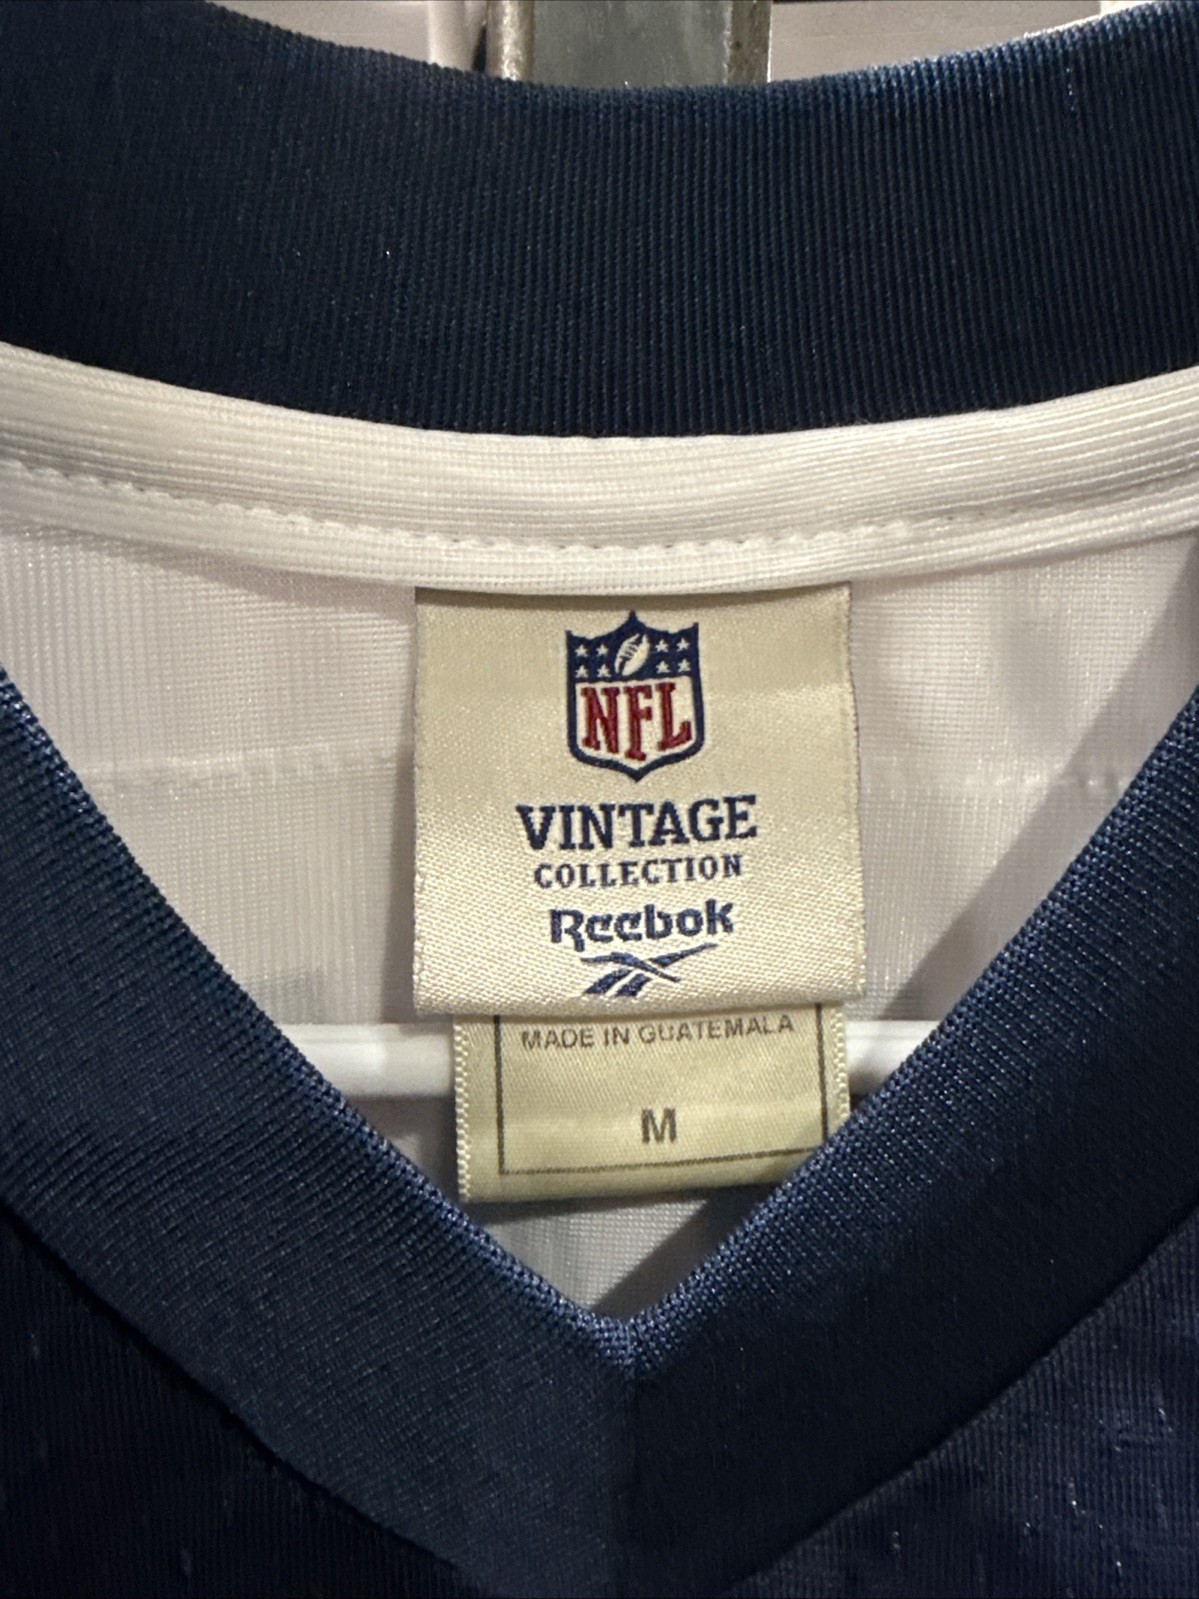 NFL
VINTAGE
COLLECTION
Reebok
MADE IN GUATEMALA
M